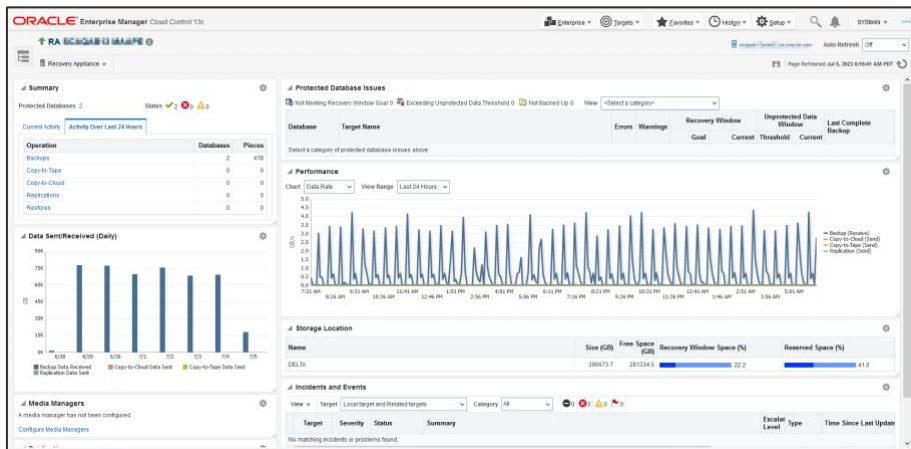 ORACLE Enterprise Manager Cloud Control 13c
Enterprise Targets Favorites History Setup SYSMAN
RA
Auto Refresh Off
Recovery Appliance
Page Refreshed Jul 5, 2023 6:16:41 AM PDT
Summary
Protected Databases 2 Status 2 0 0
Current Activity Activity Over Last 24 Hours
Operation Databases Pieces
Backups 2 410
Copy-to-Tape 0 0
Copy-to-Cloud 0 0
Replications 0 0
Restores 0 0
Data Sent/Received (Daily)
90K
75K
60K
45K
30K
15K
0K
GB
6/28 6/29 6/30 7/1 7/2 7/3 7/4 7/5
Backup Data Received Copy-to-Cloud Data Sent Copy-to-Tape Data Sent
Replication Data Sent
Media Managers
A media manager has not been configured.
Configure Media Managers
Protected Database Issues
Not Meeting Recovery Window Goal 0 Exceeding Unprotected Data Threshold 0 Not Backed-Up 0 View <Select a category>
Database Target Name Errors Warnings Recovery Window Goal Current Unprotected Data Window Threshold Current Last Complete Backup
Select a category of protected database issues above.
Performance
Chart Data Rate View Range Last 24 Hours
5.0
4.5
4.0
3.5
3.0
2.5
2.0
1.5
1.0
0.5
0.0
GB/s
7:21 AM 9:31 AM 11:41 AM 1:51 PM 4:01 PM 6:11 PM 8:21 PM 10:31 PM 12:41 AM 2:51 AM 5:01 AM
8:26 AM 10:36 AM 12:46 PM 2:56 PM 5:06 PM 7:16 PM 9:26 PM 11:36 PM 1:46 AM 3:56 AM
Backup (Receive)
Copy-to-Cloud (Send)
Copy-to-Tape (Send)
Replication (Send)
Storage Location
Name Size (GB) Free Space (GB) Recovery Window Space (%) Reserved Space (%)
DELTA 22.2 41.0
Incidents and Events
View Target Local target and Related targets Category All 0 0 0 0
Target Severity Status Summary Escalat Level Type Time Since Last Update
No matching incidents or problems found.